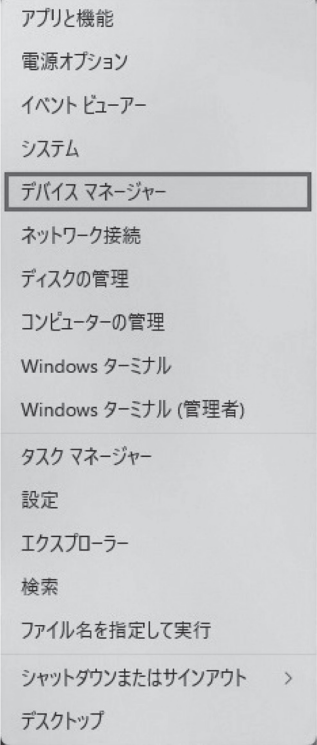 アプリと機能
電源オプション
イベント ビューアー
システム
デバイス マネージャー
ネットワーク接続
ディスクの管理
コンピューターの管理
Windows ターミナル
Windows ターミナル (管理者)
タスク マネージャー
設定
エクスプローラー
検索
ファイル名を指定して実行
シャットダウンまたはサインアウト >
デスクトップ